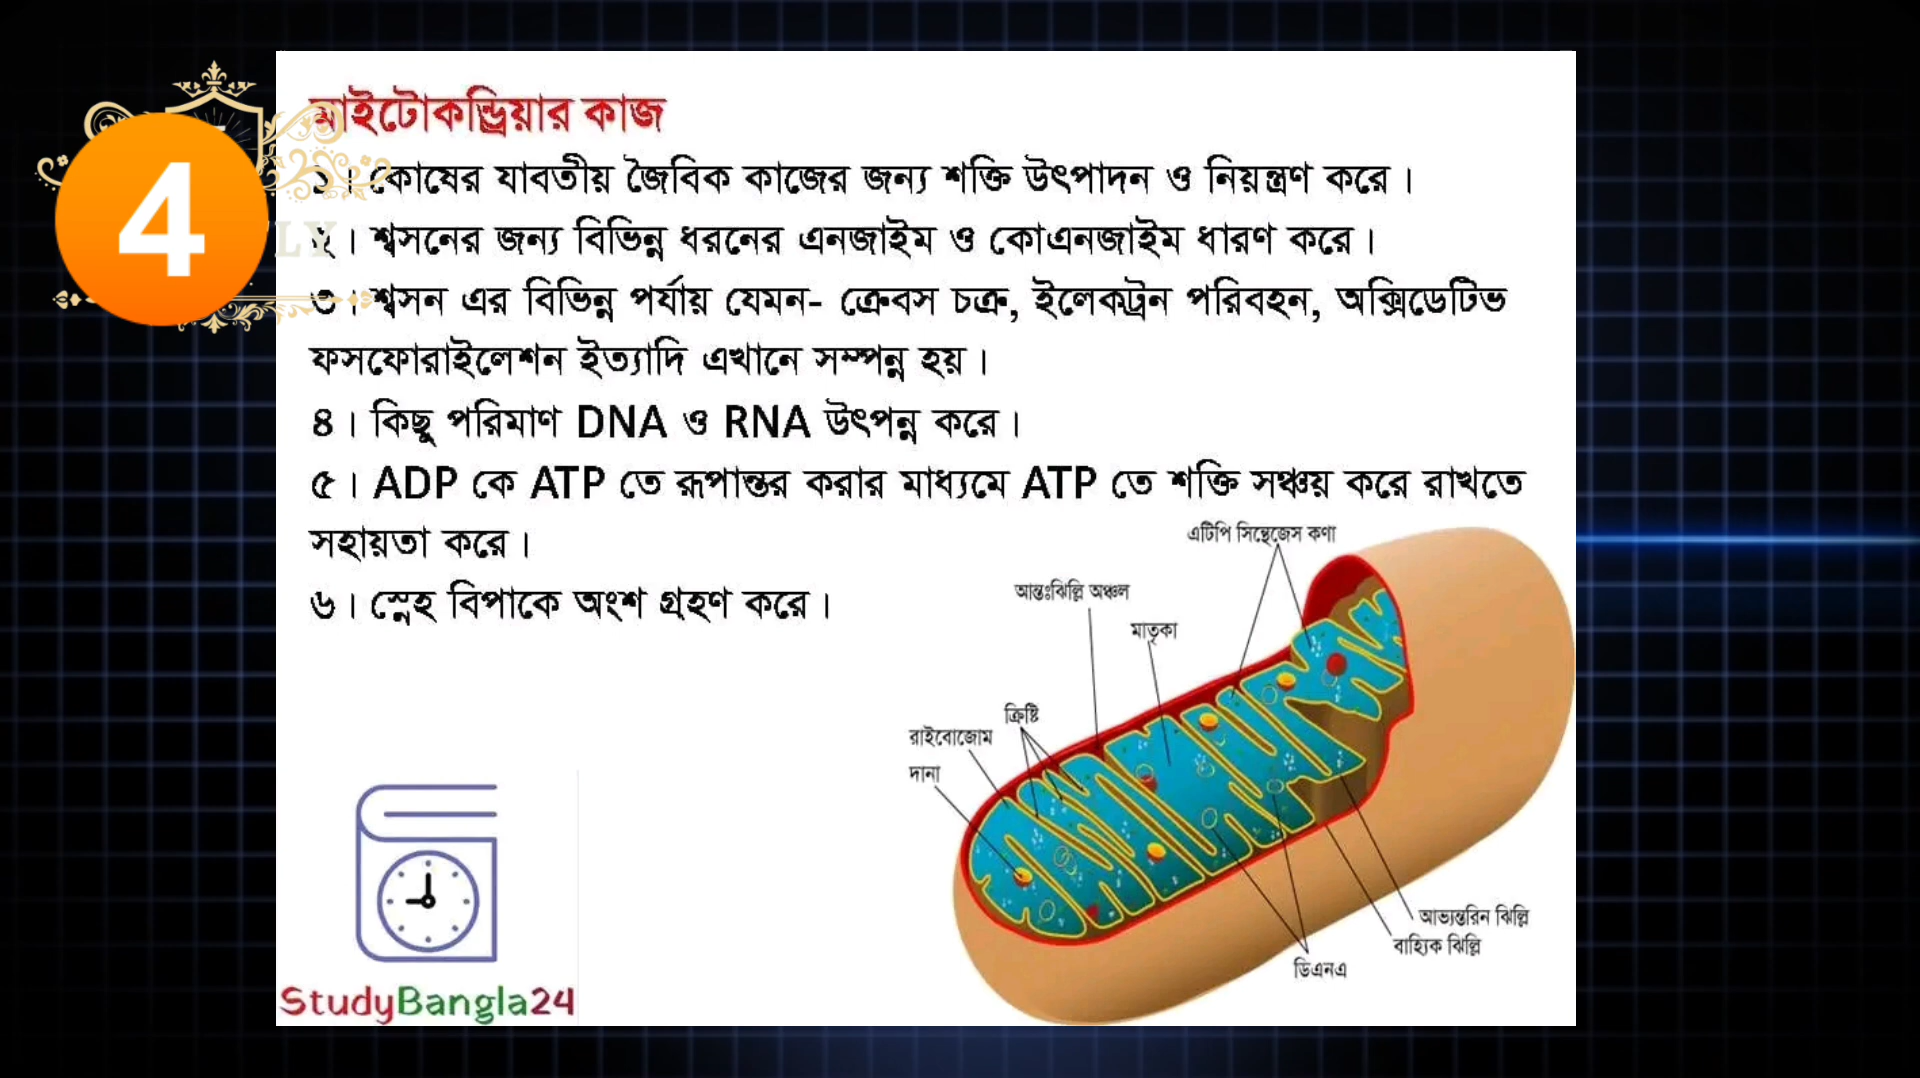 মাইটোকন্ড্রিয়ার কাজ
১। কোষের যাবতীয় জৈবিক কাজের জন্য শক্তি উৎপাদন ও নিয়ন্ত্রণ করে।
২। শ্বসনের জন্য বিভিন্ন ধরনের এনজাইম ও কোএনজাইম ধারণ করে।
৩। শ্বসন এর বিভিন্ন পর্যায় যেমন- ক্রেবস চক্র, ইলেকট্রন পরিবহন, অক্সিডেটিভ
ফসফোরাইলেশন ইত্যাদি এখানে সম্পন্ন হয়।
৪। কিছু পরিমাণ DNA ও RNA উৎপন্ন করে।
৫। ADP কে ATP তে রূপান্তর করার মাধ্যমে ATP তে শক্তি সঞ্চয় করে রাখতে
সহায়তা করে।
৬। স্নেহ বিপাকে অংশ গ্রহণ করে।
4
এটিপি সিন্থেজেস কণা
আন্তঃঝিল্লি অঞ্চল
মাতৃকা
ক্রিষ্টি
রাইবোজোম
দানা
আভ্যন্তরিন ঝিল্লি
বাহ্যিক ঝিল্লি
ডিএনএ
StudyBangla24